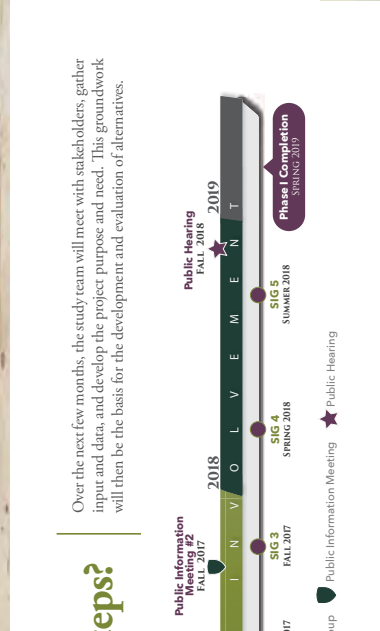 eps?
Over the next few months, the study team will meet with stakeholders, gather
input and data, and develop the project purpose and need. This groundwork
will then be the basis for the development and evaluation of alternatives.
Public Information
Meeting #2
FALL 2017
Public Hearing
FALL 2018
2018
2019
I N V O L V E M E N T
17
SIG 3
FALL 2017
SIG 4
SPRING 2018
SIG 5
SUMMER 2018
Phase I Completion
SPRING 2019
up
Public Information Meeting
Public Hearing